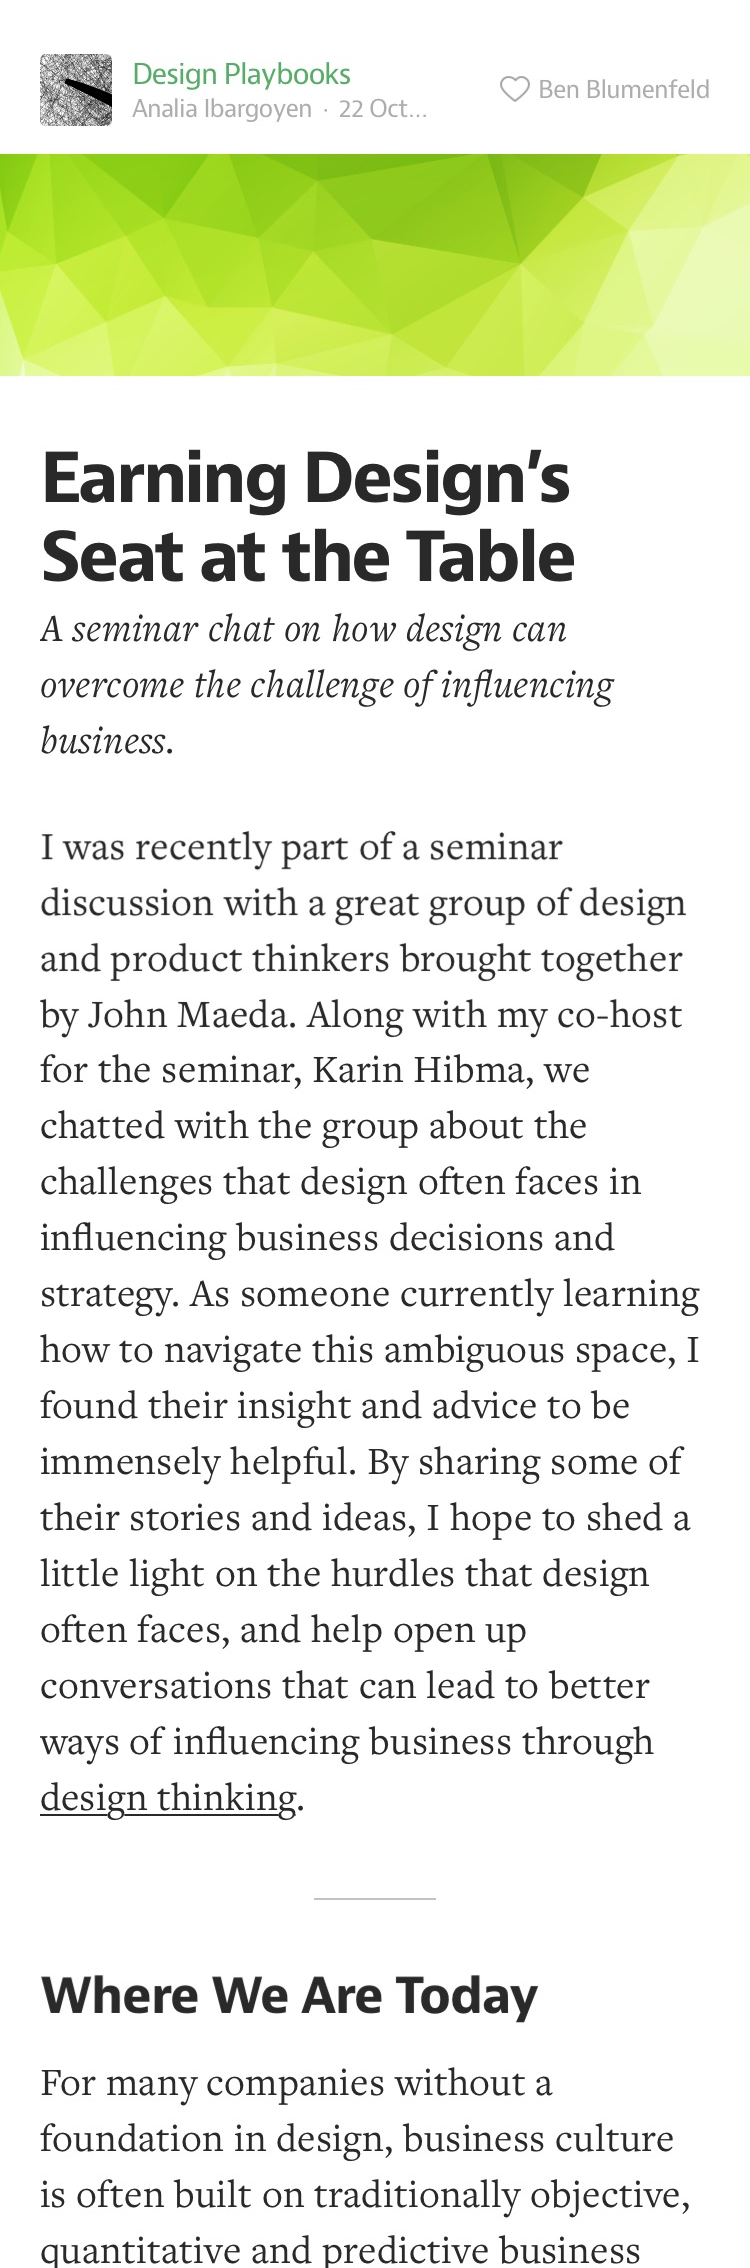 Design Playbooks
Analia Ibargoyen · 22 Oct...
Ben Blumenfeld
Earning Design’s
Seat at the Table
A seminar chat on how design can
overcome the challenge of influencing
business.
I was recently part of a seminar
discussion with a great group of design
and product thinkers brought together
by John Maeda. Along with my co-host
for the seminar, Karin Hibma, we
chatted with the group about the
challenges that design often faces in
influencing business decisions and
strategy. As someone currently learning
how to navigate this ambiguous space, I
found their insight and advice to be
immensely helpful. By sharing some of
their stories and ideas, I hope to shed a
little light on the hurdles that design
often faces, and help open up
conversations that can lead to better
ways of influencing business through
design thinking.
Where We Are Today
For many companies without a
foundation in design, business culture
is often built on traditionally objective,
quantitative and predictive business